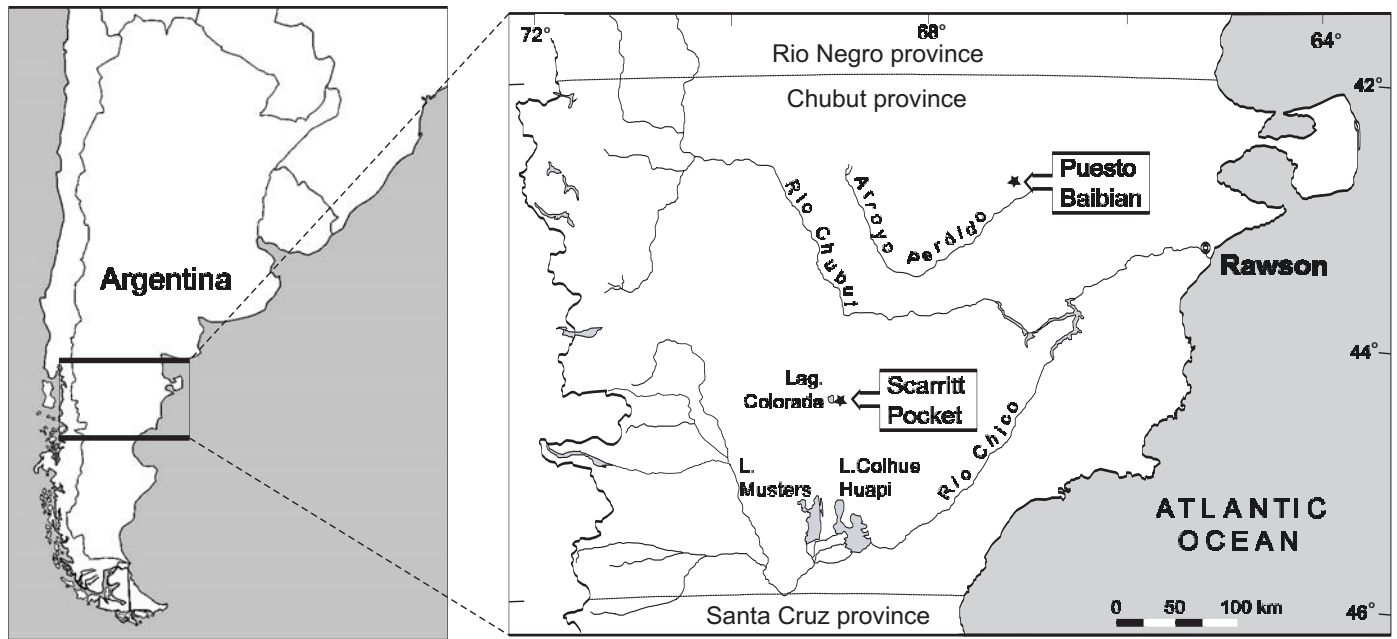 Argentina
72°
68°
64°
Rio Negro province
Chubut province
42°
Puesto
Baibian
Rio Chubut
Arroyo Perdido
Rawson
44°
Lag.
Colorada
Scarritt
Pocket
Rio Chico
L.
Musters
L.Colhue
Huapi
ATLANTIC
OCEAN
Santa Cruz province
0 50 100 km
46°